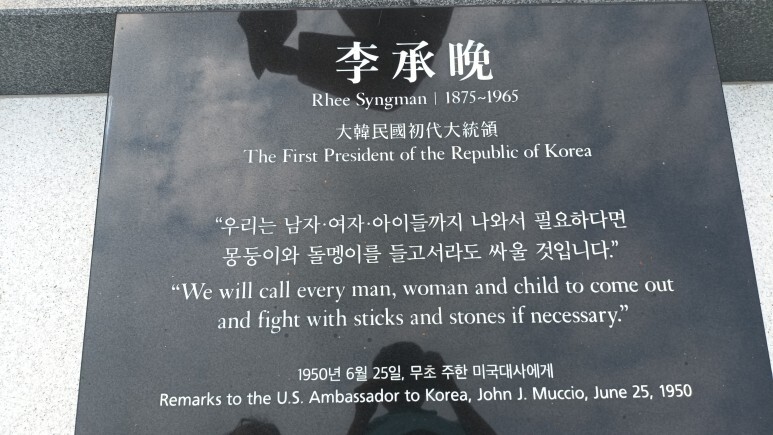 李承晩
Rhee Syngman | 1875~1965
大韓民國初代大統領
The First President of the Republic of Korea
“우리는 남자·여자·아이들까지 나와서 필요하다면
몽둥이와 돌멩이를 들고서라도 싸울 것입니다.”
“We will call every man, woman and child to come out
and fight with sticks and stones if necessary.”
1950년 6월 25일, 무초 주한 미국대사에게
Remarks to the U.S. Ambassador to Korea, John J. Muccio, June 25, 1950